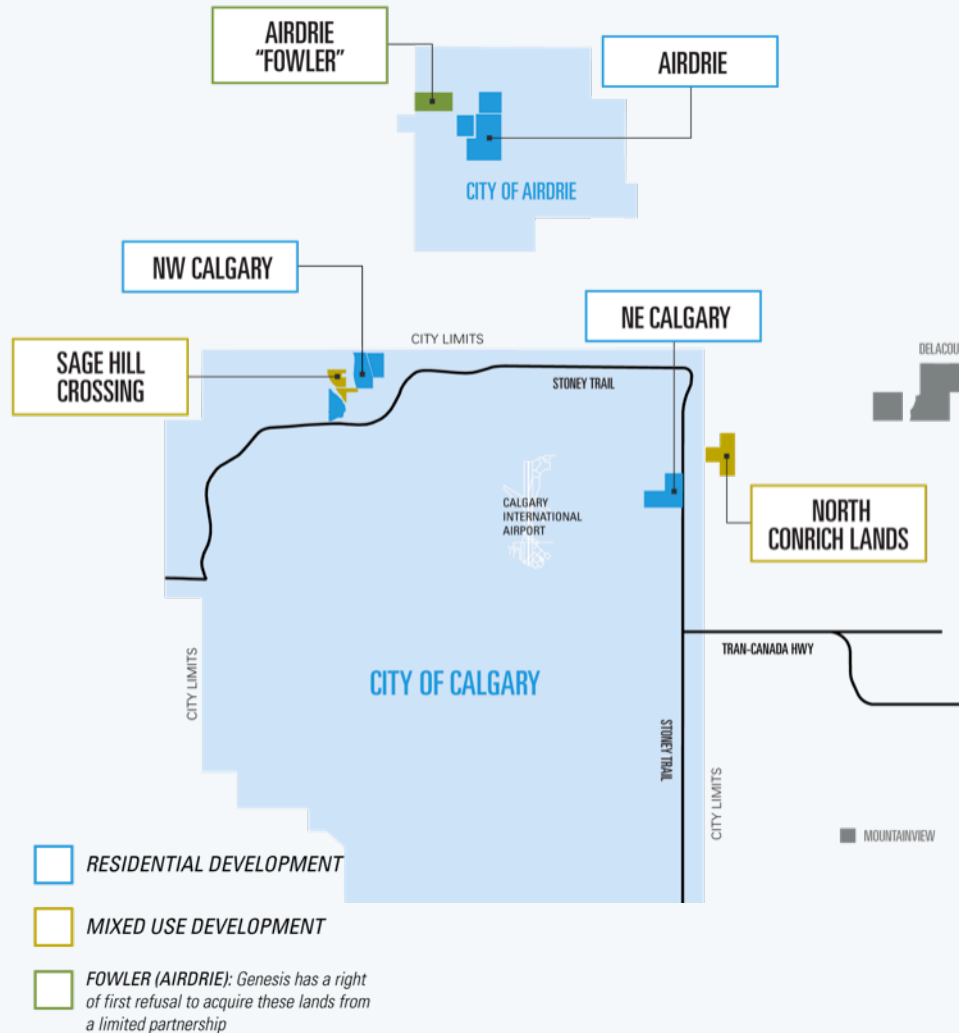 AIRDRIE
"FOWLER"
AIRDRIE
CITY OF AIRDRIE
NW CALGARY
NE CALGARY
CITY LIMITS
SAGE HILL
CROSSING
STONEY TRAIL
DELACOU
CALGARY
INTERNATIONAL
AIRPORT
NORTH
CONRICH LANDS
TRAN-CANADA HWY
CITY LIMITS
CITY OF CALGARY
STONEY TRAIL
CITY LIMITS
MOUNTAINVIEW
RESIDENTIAL DEVELOPMENT
MIXED USE DEVELOPMENT
FOWLER (AIRDRIE): Genesis has a right
of first refusal to acquire these lands from
a limited partnership